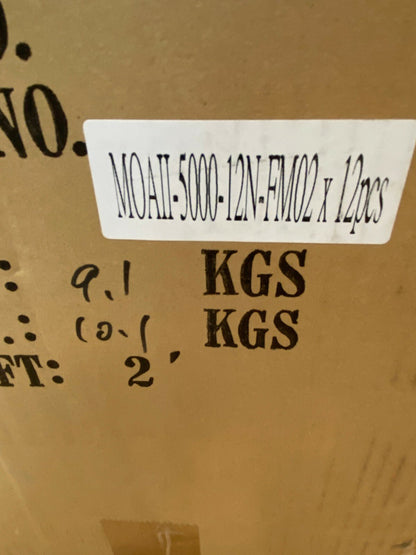 NO.
MOAII-5000-12N-FM02 x 12pcs
: 9.1 KGS
.: 10.1 KGS
FT: 2'